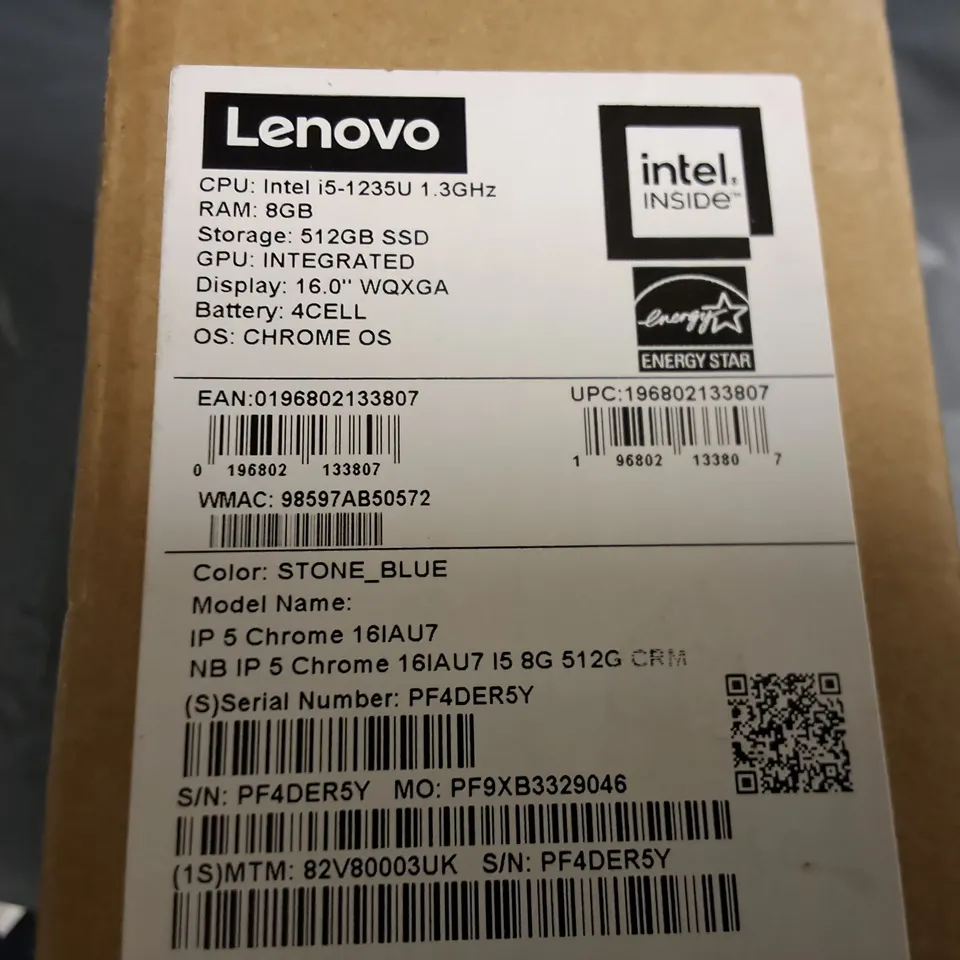 Lenovo
CPU: Intel i5-1235U 1.3GHz
RAM: 8GB
Storage: 512GB SSD
GPU: INTEGRATED
Display: 16.0" WQXGA
Battery: 4CELL
OS: CHROME OS
intel.
INSIDE™
energy
ENERGY STAR
EAN:0196802133807
0 196802 133807
UPC:196802133807
1 96802 13380 7
WMAC: 98597AB50572
Color: STONE_BLUE
Model Name:
IP 5 Chrome 16IAU7
NB IP 5 Chrome 16IAU7 I5 8G 512G CRM
(S)Serial Number: PF4DER5Y
S/N: PF4DER5Y MO: PF9XB3329046
(1S)MTM: 82V80003UK S/N: PF4DER5Y